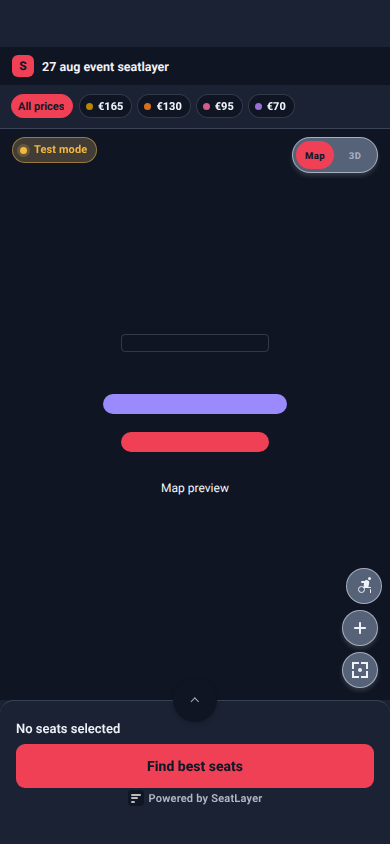 S 27 aug event seatlayer
All prices €165 €130 €95 €70
Test mode Map 3D
Map preview
No seats selected
Find best seats
Powered by SeatLayer